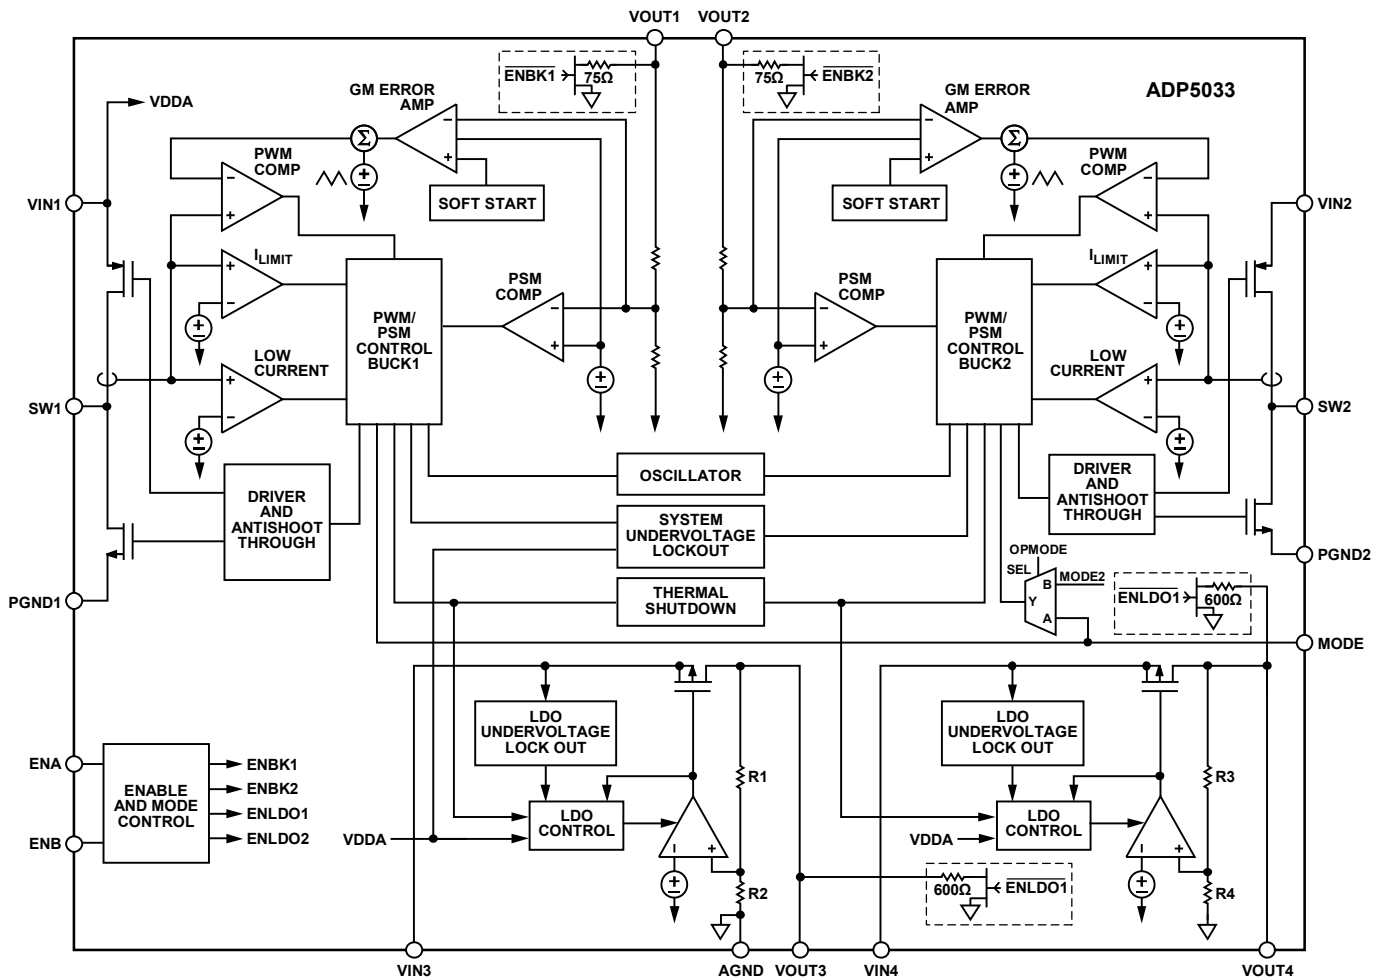 VOUT1
VOUT2
ENBK1
75Ω
75Ω
ENBK2
ADP5033
VDDA
GM ERROR
AMP
GM ERROR
AMP
Σ
Σ
PWM
COMP
PWM
COMP
SOFT START
SOFT START
VIN1
VIN2
ILIMIT
ILIMIT
PSM
COMP
PSM
COMP
PWM/
PSM
CONTROL
BUCK1
PWM/
PSM
CONTROL
BUCK2
LOW
CURRENT
LOW
CURRENT
SW1
SW2
OSCILLATOR
DRIVER
AND
ANTISHOOT
THROUGH
DRIVER
AND
ANTISHOOT
THROUGH
SYSTEM
UNDERVOLTAGE
LOCKOUT
OPMODE
SEL
B
MODE2
Y
A
PGND2
THERMAL
SHUTDOWN
ENLDO1
600Ω
PGND1
MODE
LDO
UNDERVOLTAGE
LOCK OUT
LDO
UNDERVOLTAGE
LOCK OUT
ENA
ENB
ENABLE
AND MODE
CONTROL
ENBK1
ENBK2
ENLDO1
ENLDO2
R1
R3
VDDA
LDO
CONTROL
VDDA
LDO
CONTROL
R2
600Ω
ENLDO1
R4
VIN3
AGND
VOUT3
VIN4
VOUT4